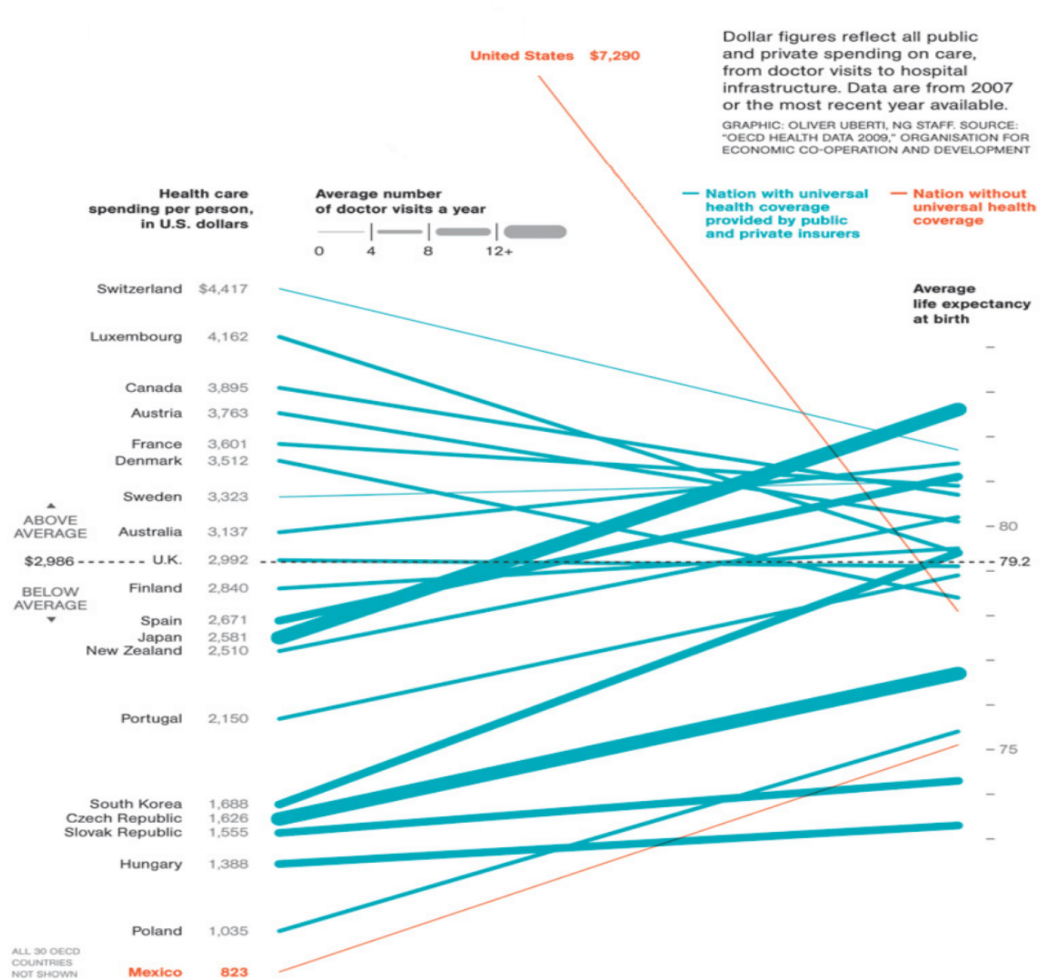 United States $7,290
Dollar figures reflect all public
and private spending on care,
from doctor visits to hospital
infrastructure. Data are from 2007
or the most recent year available.
GRAPHIC: OLIVER UBERTI, NG STAFF. SOURCE:
"OECD HEALTH DATA 2009," ORGANISATION FOR
ECONOMIC CO-OPERATION AND DEVELOPMENT
Health care
spending per person,
in U.S. dollars
Average number
of doctor visits a year
0 4 8 12+
Nation with universal
health coverage
provided by public
and private insurers
Nation without
universal health
coverage
Average
life expectancy
at birth
Switzerland $4,417
Luxembourg 4,162
Canada 3,895
Austria 3,763
France 3,601
Denmark 3,512
Sweden 3,323
ABOVE
AVERAGE
Australia 3,137
80
$2,986 U.K. 2,992 79.2
BELOW
AVERAGE
Finland 2,840
Spain 2,671
Japan 2,581
New Zealand 2,510
Portugal 2,150
75
South Korea 1,688
Czech Republic 1,626
Slovak Republic 1,555
Hungary 1,388
Poland 1,035
ALL 30 OECD
COUNTRIES
NOT SHOWN
Mexico 823